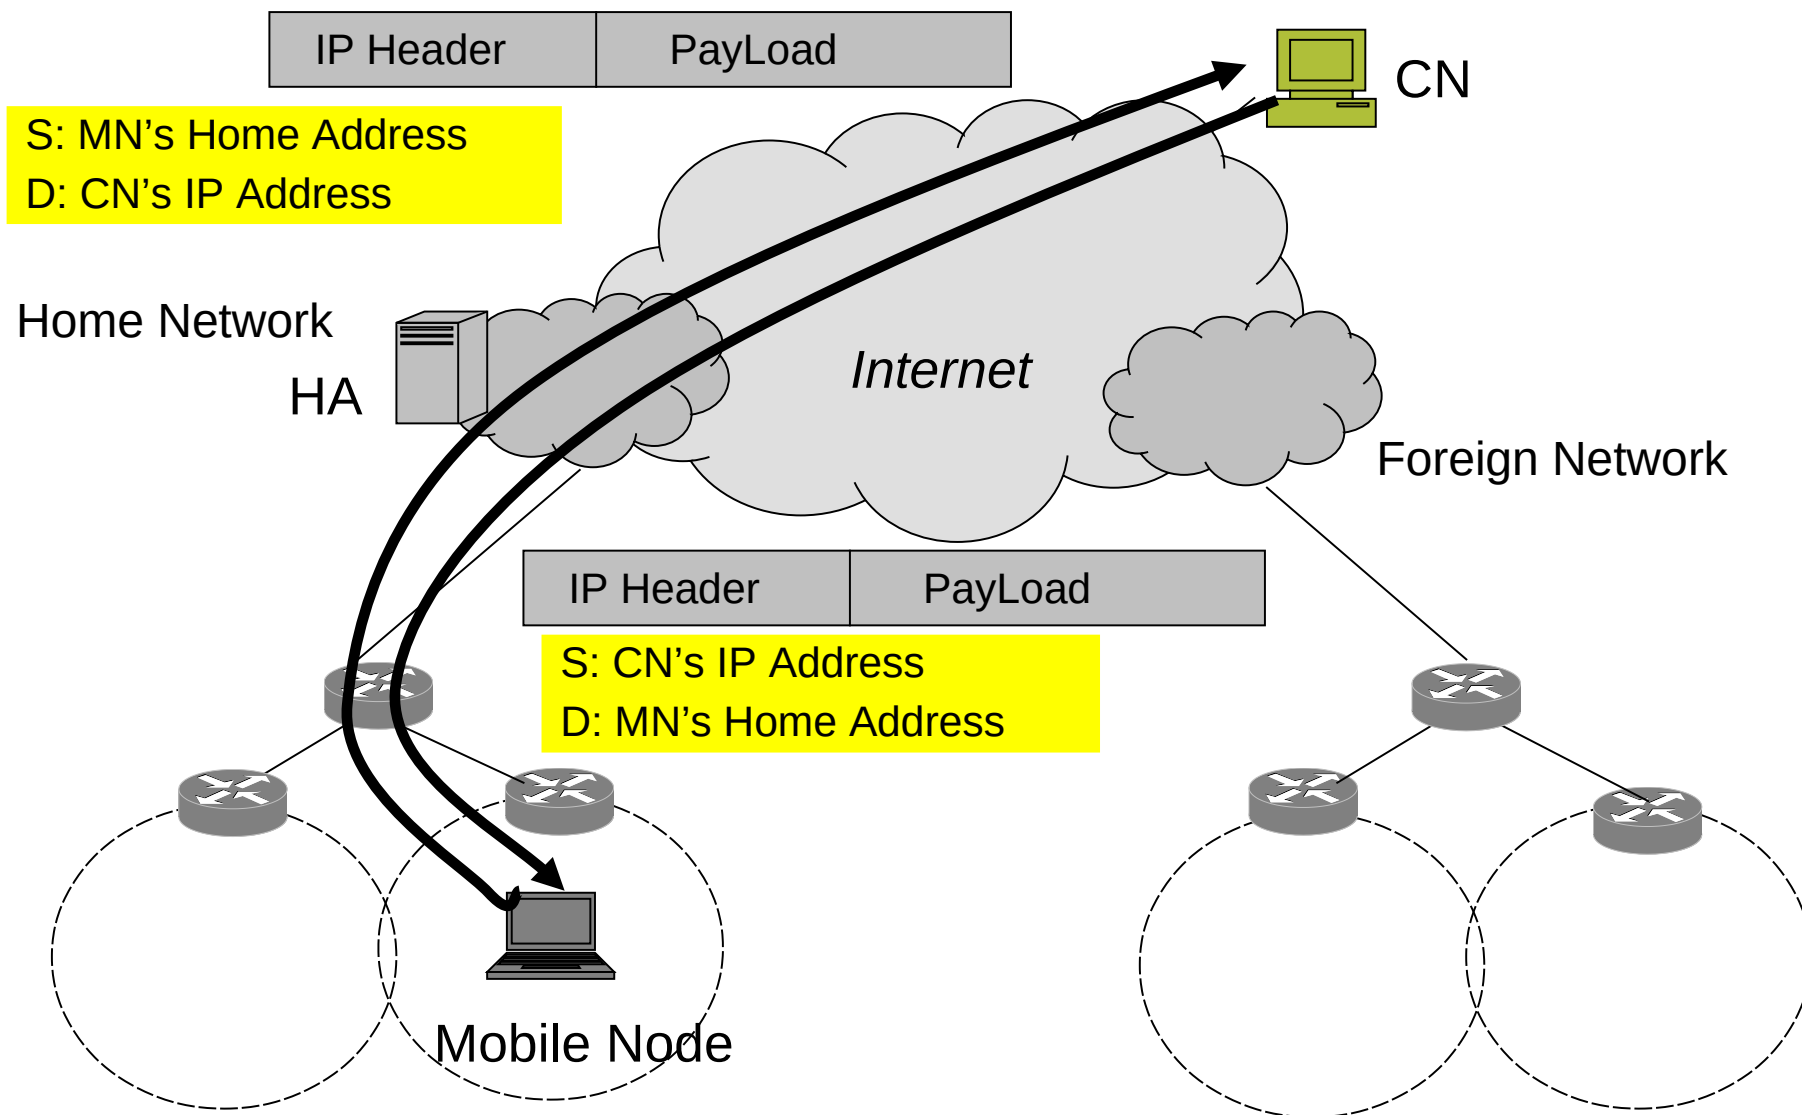 IP Header PayLoad
CN
S: MN’s Home Address
D: CN’s IP Address
Home Network
HA
Internet
Foreign Network
IP Header PayLoad
S: CN’s IP Address
D: MN’s Home Address
Mobile Node